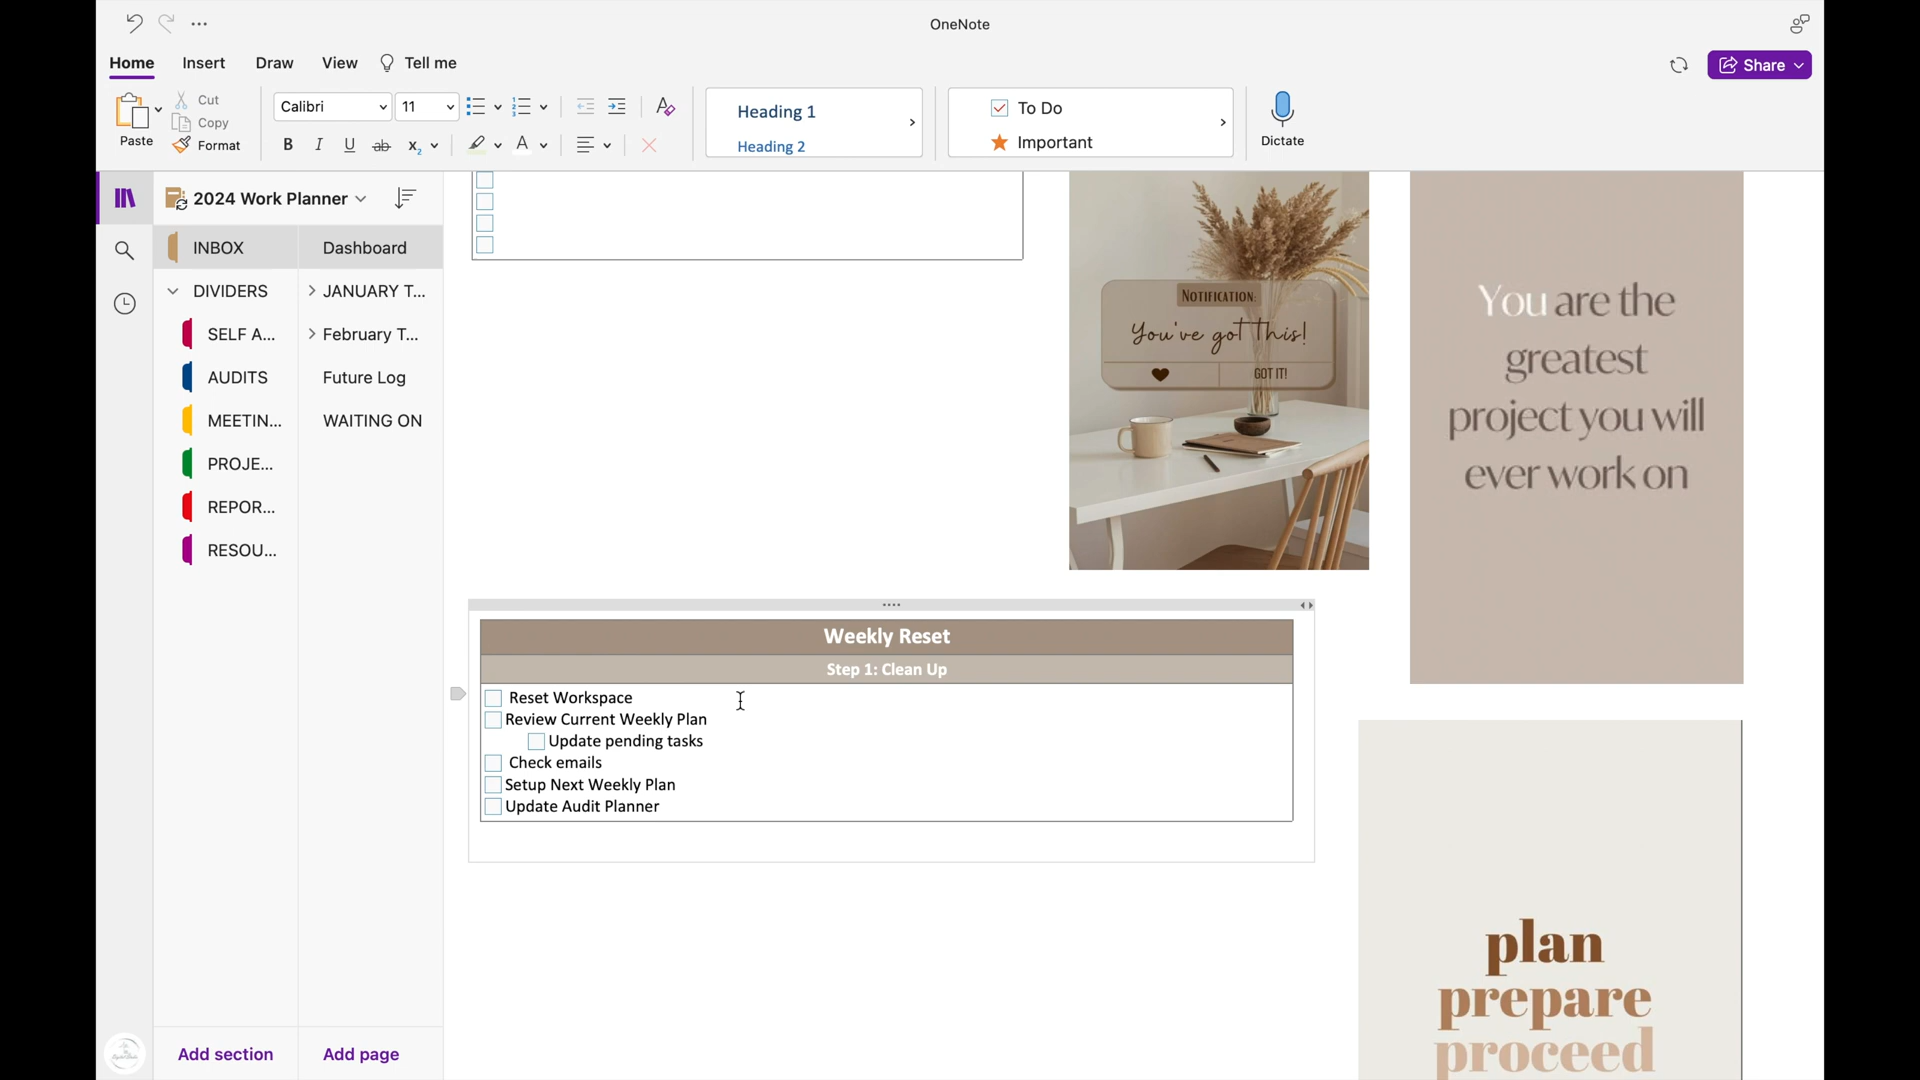 OneNote
Home
Insert
Draw
View
Tell me
Share
Paste
Cut
Copy
Format
Calibri
11
B
I
U
ab
x2
A
Heading 1
Heading 2
To Do
Important
Dictate
2024 Work Planner
INBOX
DIVIDERS
SELF A...
AUDITS
MEETIN...
PROJE...
REPOR...
RESOU...
Add section
Dashboard
JANUARY T...
February T...
Future Log
WAITING ON
Add page
NOTIFICATION:
You've got this!
GOT IT!
You are the
greatest
project you will
ever work on
Weekly Reset
Step 1: Clean Up
Reset Workspace
Review Current Weekly Plan
Update pending tasks
Check emails
Setup Next Weekly Plan
Update Audit Planner
plan
prepare
proceed